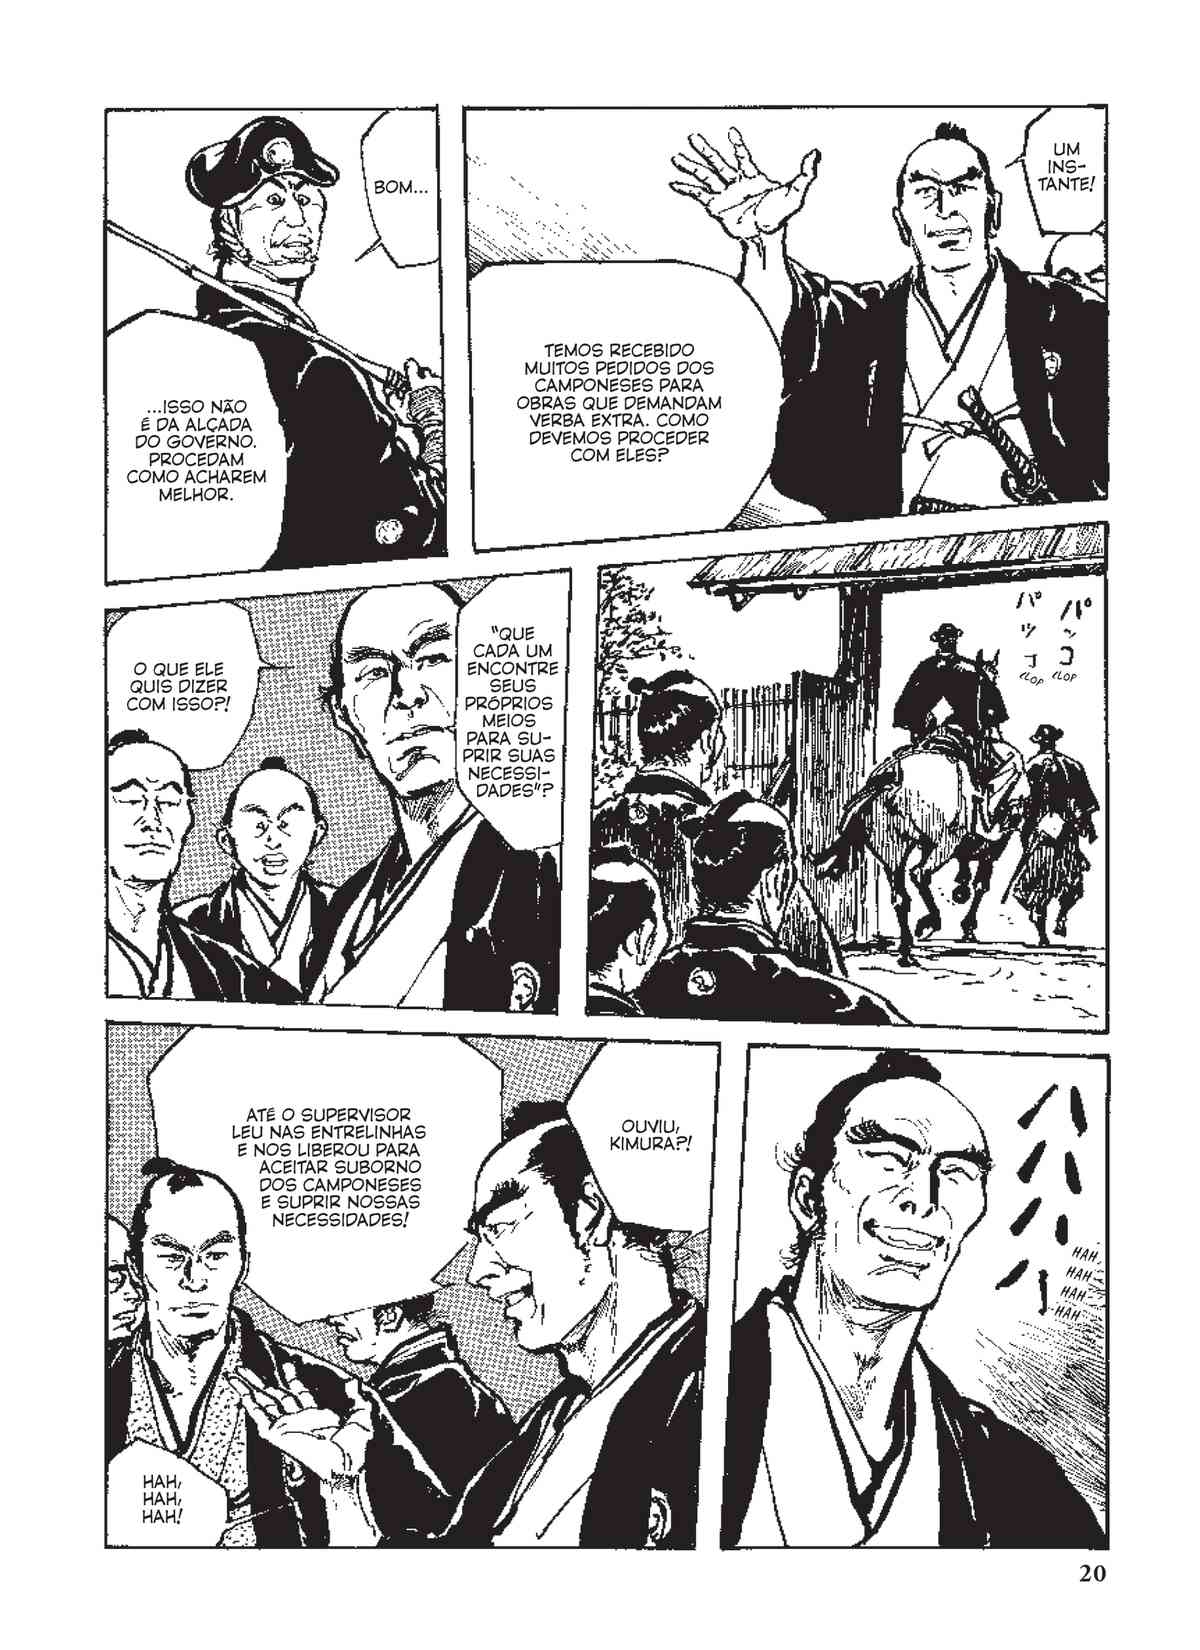 UM
INS-
TANTE!
TEMOS RECEBIDO
MUITOS PEDIDOS DOS
CAMPONESES PARA
OBRAS QUE DEMANDAM
VERBA EXTRA. COMO
DEVEMOS PROCEDER
COM ELES?
BOM...
...ISSO NÃO
É DA ALÇADA
DO GOVERNO.
PROCEDAM
COMO ACHAREM
MELHOR.
パッコ
パッコ
CLOP
CLOP
"QUE
CADA UM
ENCONTRE
SEUS
PRÓPRIOS
MEIOS
PARA SU-
PRIR SUAS
NECESSI-
DADES"?
O QUE ELE
QUIS DIZER
COM ISSO?!
ハハハハ
HAH
HAH
HAH
HAH
OUVIU,
KIMURA?!
ATÉ O SUPERVISOR
LEU NAS ENTRELINHAS
E NOS LIBEROU PARA
ACEITAR SUBORNO
DOS CAMPONESES
E SUPRIR NOSSAS
NECESSIDADES!
HAH,
HAH,
HAH!
20